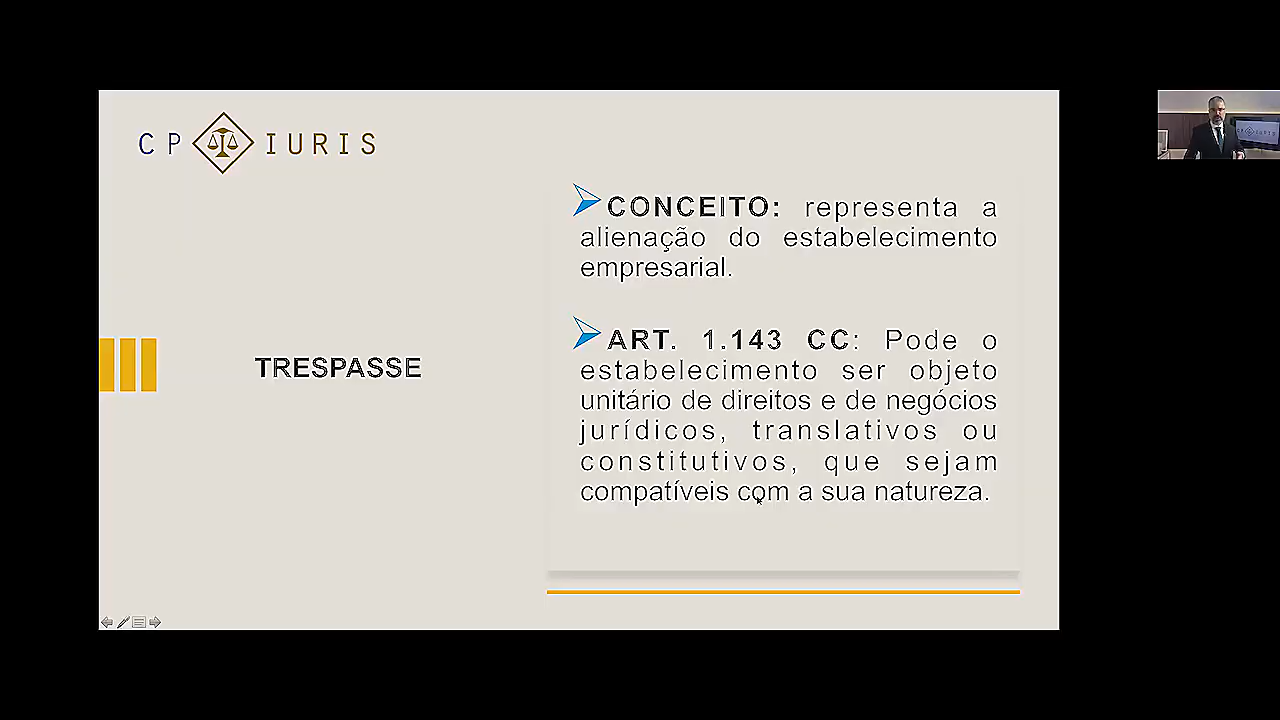 CP IURIS
TRESPASSE
CONCEITO: representa a
alienação do estabelecimento
empresarial.
ART. 1.143 CC: Pode o
estabelecimento ser objeto
unitário de direitos e de negócios
jurídicos, translativos ou
constitutivos, que sejam
compatíveis com a sua natureza.